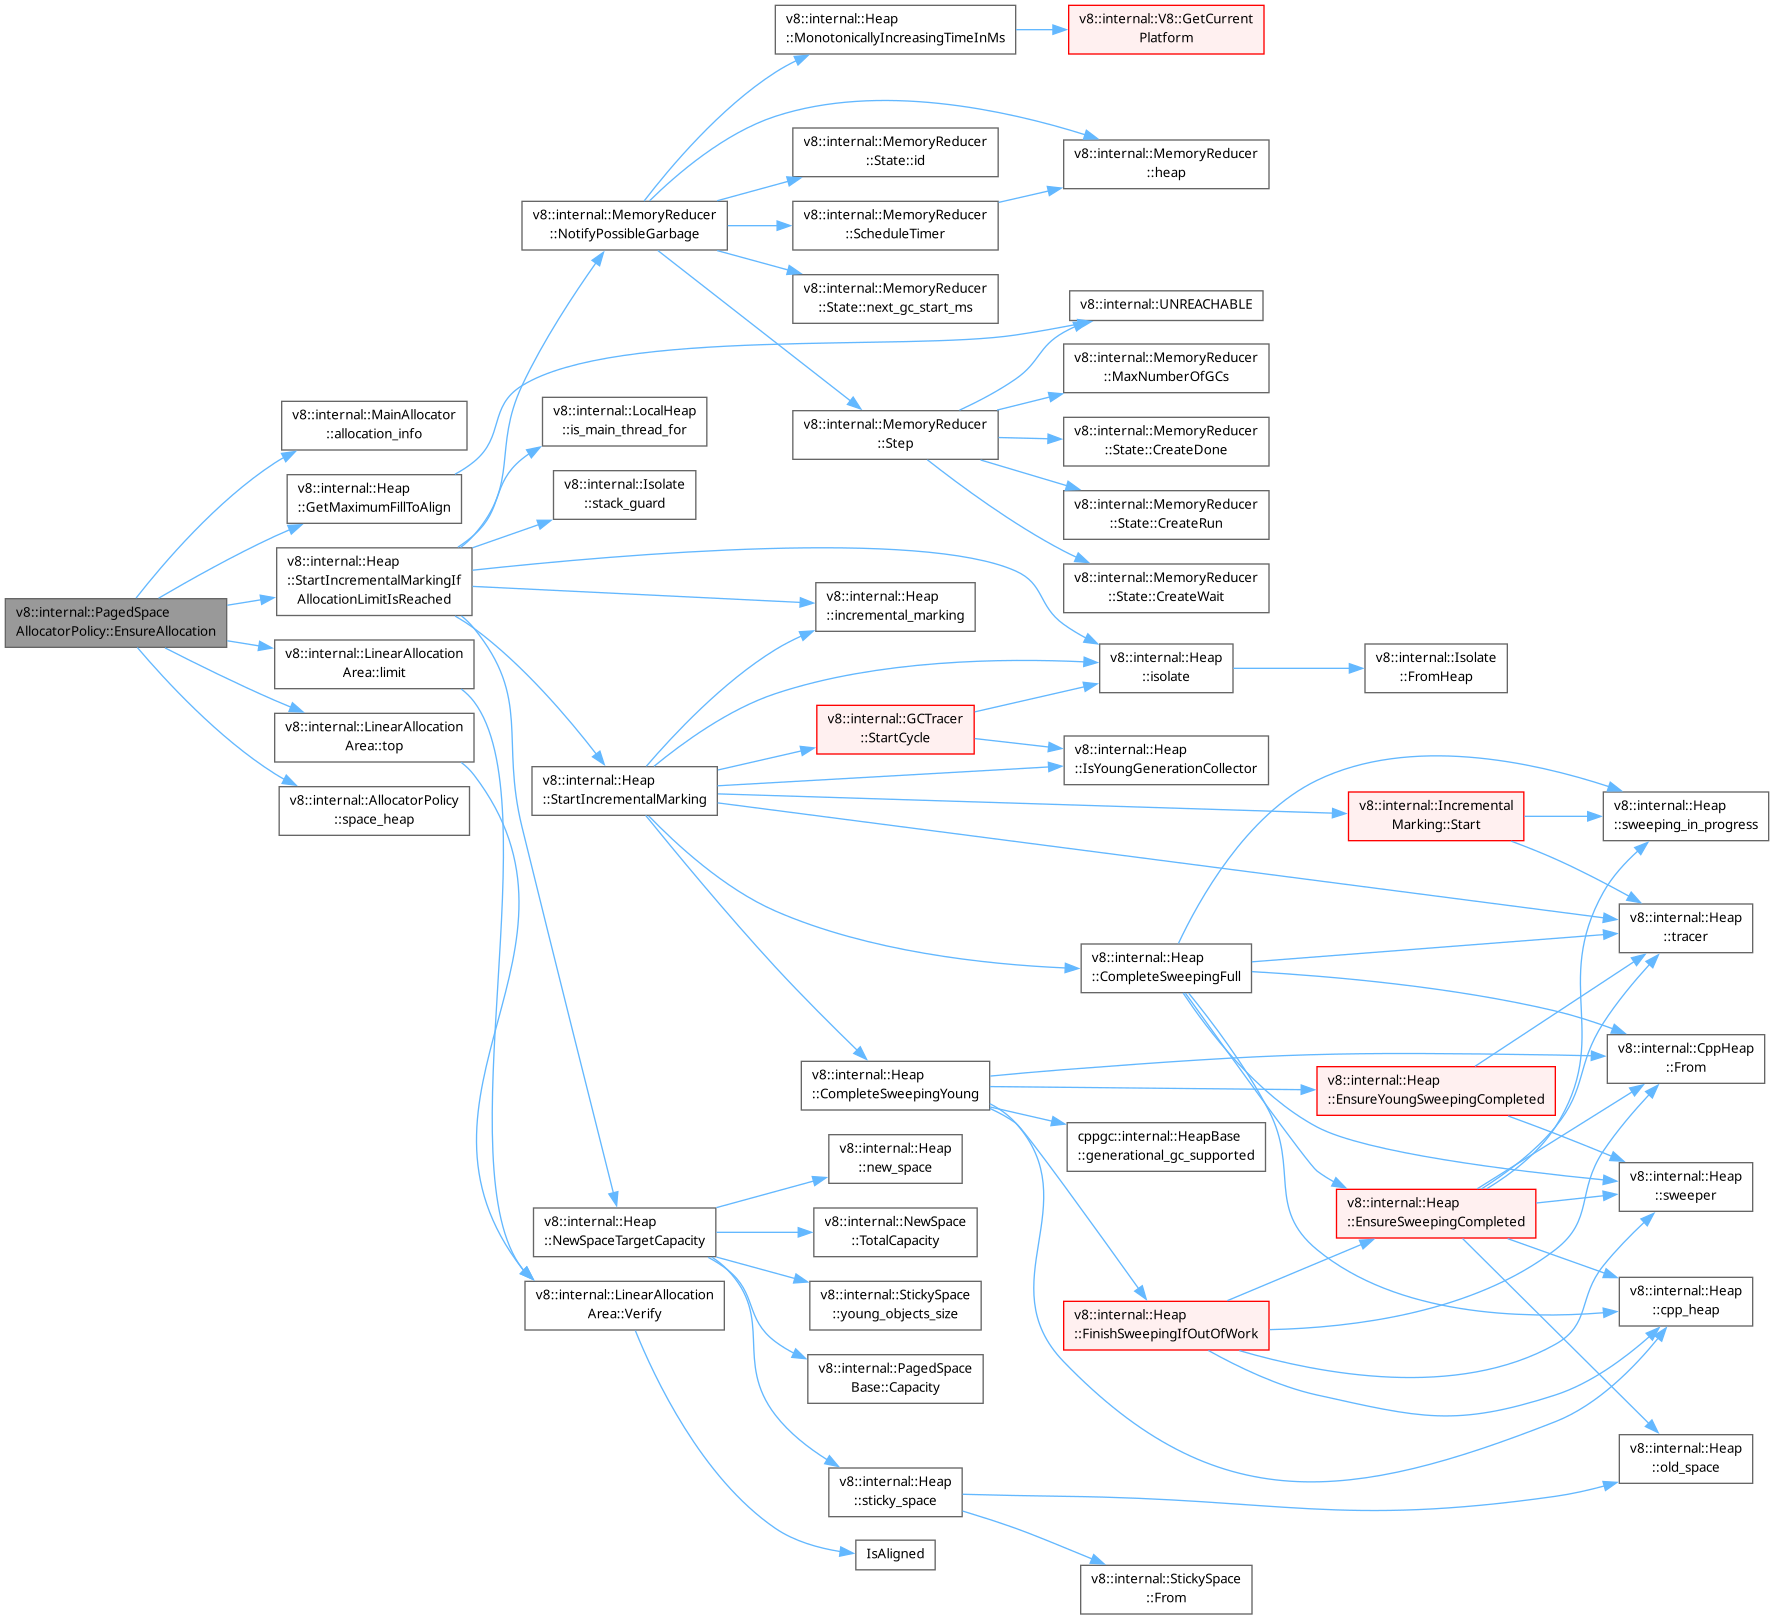 v8::internal::Heap
::MonotonicallyIncreasingTimeInMs
v8::internal::V8::GetCurrent
Platform
v8::internal::MemoryReducer
::State::id
v8::internal::MemoryReducer
::heap
v8::internal::MemoryReducer
::NotifyPossibleGarbage
v8::internal::MemoryReducer
::ScheduleTimer
v8::internal::MemoryReducer
::State::next_gc_start_ms
v8::internal::UNREACHABLE
v8::internal::MemoryReducer
::MaxNumberOfGCs
v8::internal::MainAllocator
::allocation_info
v8::internal::LocalHeap
::is_main_thread_for
v8::internal::MemoryReducer
::Step
v8::internal::MemoryReducer
::State::CreateDone
v8::internal::Heap
::GetMaximumFillToAlign
v8::internal::Isolate
::stack_guard
v8::internal::MemoryReducer
::State::CreateRun
v8::internal::Heap
::StartIncrementalMarkingIf
AllocationLimitIsReached
v8::internal::MemoryReducer
::State::CreateWait
v8::internal::PagedSpace
AllocatorPolicy::EnsureAllocation
v8::internal::Heap
::incremental_marking
v8::internal::LinearAllocation
Area::limit
v8::internal::Heap
::isolate
v8::internal::Isolate
::FromHeap
v8::internal::LinearAllocation
Area::top
v8::internal::GCTracer
::StartCycle
v8::internal::Heap
::IsYoungGenerationCollector
v8::internal::AllocatorPolicy
::space_heap
v8::internal::Heap
::StartIncrementalMarking
v8::internal::Incremental
Marking::Start
v8::internal::Heap
::sweeping_in_progress
v8::internal::Heap
::tracer
v8::internal::Heap
::CompleteSweepingFull
v8::internal::CppHeap
::From
v8::internal::Heap
::CompleteSweepingYoung
v8::internal::Heap
::EnsureYoungSweepingCompleted
cppgc::internal::HeapBase
::generational_gc_supported
v8::internal::Heap
::new_space
v8::internal::Heap
::sweeper
v8::internal::Heap
::NewSpaceTargetCapacity
v8::internal::NewSpace
::TotalCapacity
v8::internal::Heap
::EnsureSweepingCompleted
v8::internal::LinearAllocation
Area::Verify
v8::internal::StickySpace
::young_objects_size
v8::internal::Heap
::FinishSweepingIfOutOfWork
v8::internal::Heap
::cpp_heap
v8::internal::PagedSpace
Base::Capacity
v8::internal::Heap
::old_space
v8::internal::Heap
::sticky_space
IsAligned
v8::internal::StickySpace
::From